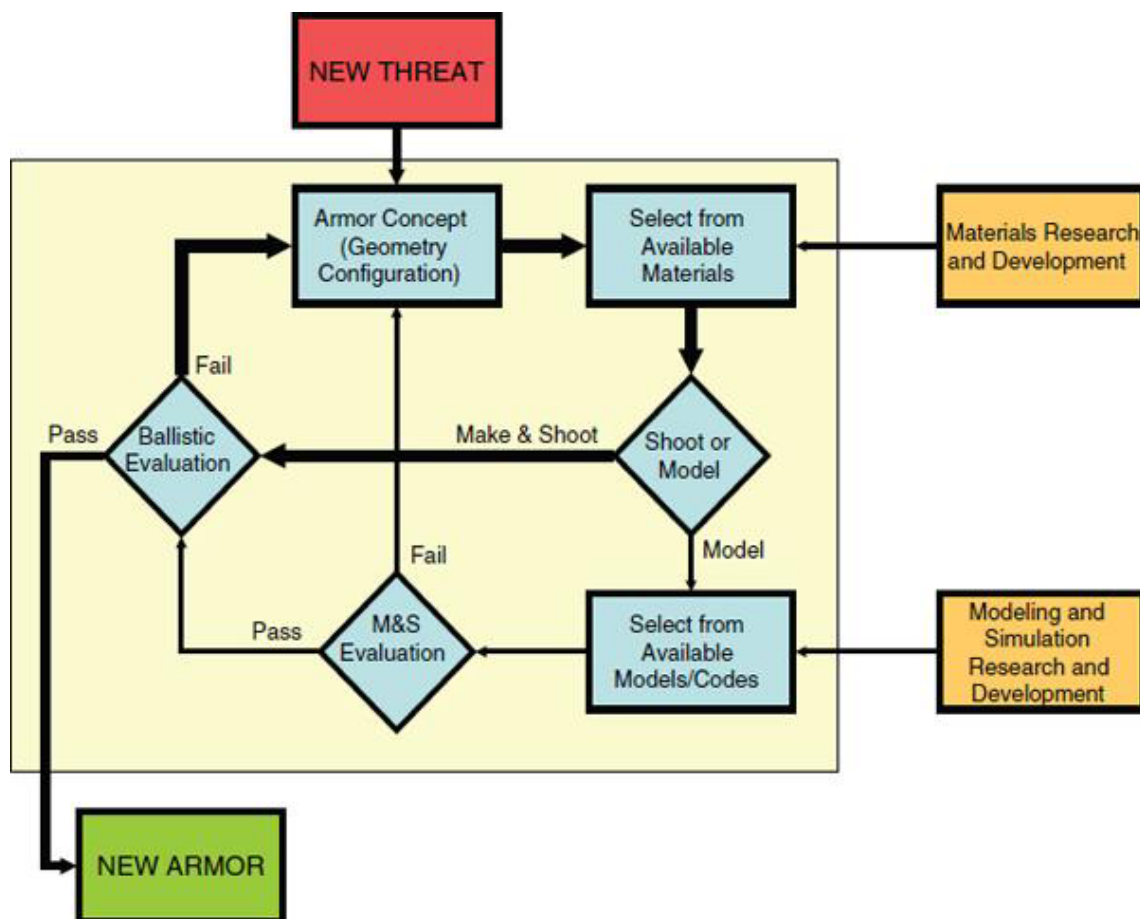 NEW THREAT
Armor Concept
(Geometry
Configuration)
Select from
Available
Materials
Materials Research
and Development
Fail
Pass
Ballistic
Evaluation
Make & Shoot
Shoot or
Model
Model
Fail
Pass
M&S
Evaluation
Select from
Available
Models/Codes
Modeling and
Simulation
Research and
Development
NEW ARMOR